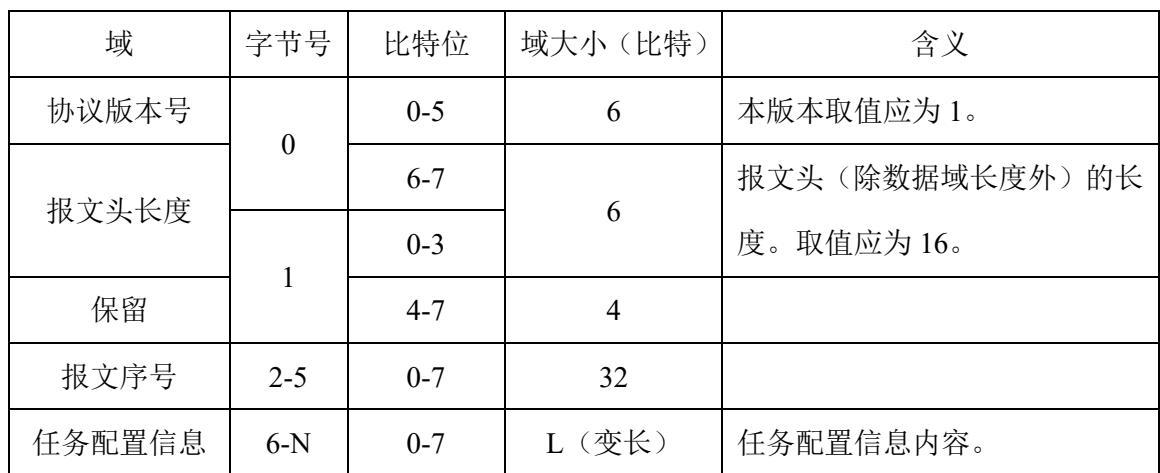 域 字节号 比特位 域大小（比特） 含义
协议版本号 0 0-5 6 本版本取值应为 1。
报文头长度 6-7 6 报文头（除数据域长度外）的长
1 0-3 度。取值应为 16。
保留 4-7 4
报文序号 2-5 0-7 32
任务配置信息 6-N 0-7 L（变长） 任务配置信息内容。